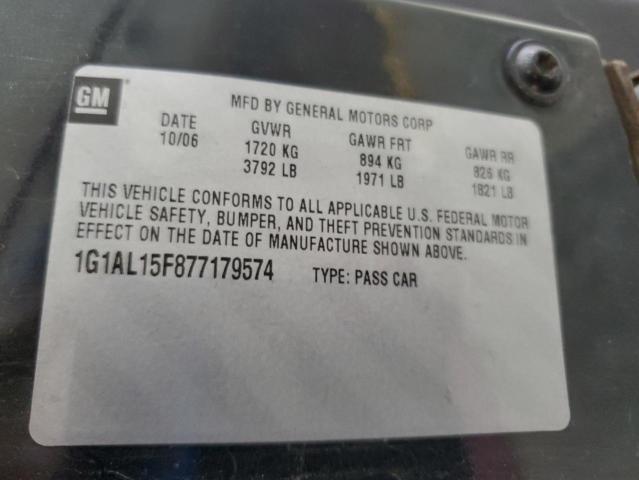 GM
MFD BY GENERAL MOTORS CORP
DATE GVWR GAWR FRT GAWR RR
10/06 1720 KG 894 KG 826 KG
3792 LB 1971 LB 1821 LB
THIS VEHICLE CONFORMS TO ALL APPLICABLE U.S. FEDERAL MOTOR
VEHICLE SAFETY, BUMPER, AND THEFT PREVENTION STANDARDS IN
EFFECT ON THE DATE OF MANUFACTURE SHOWN ABOVE.
1G1AL15F877179574 TYPE: PASS CAR